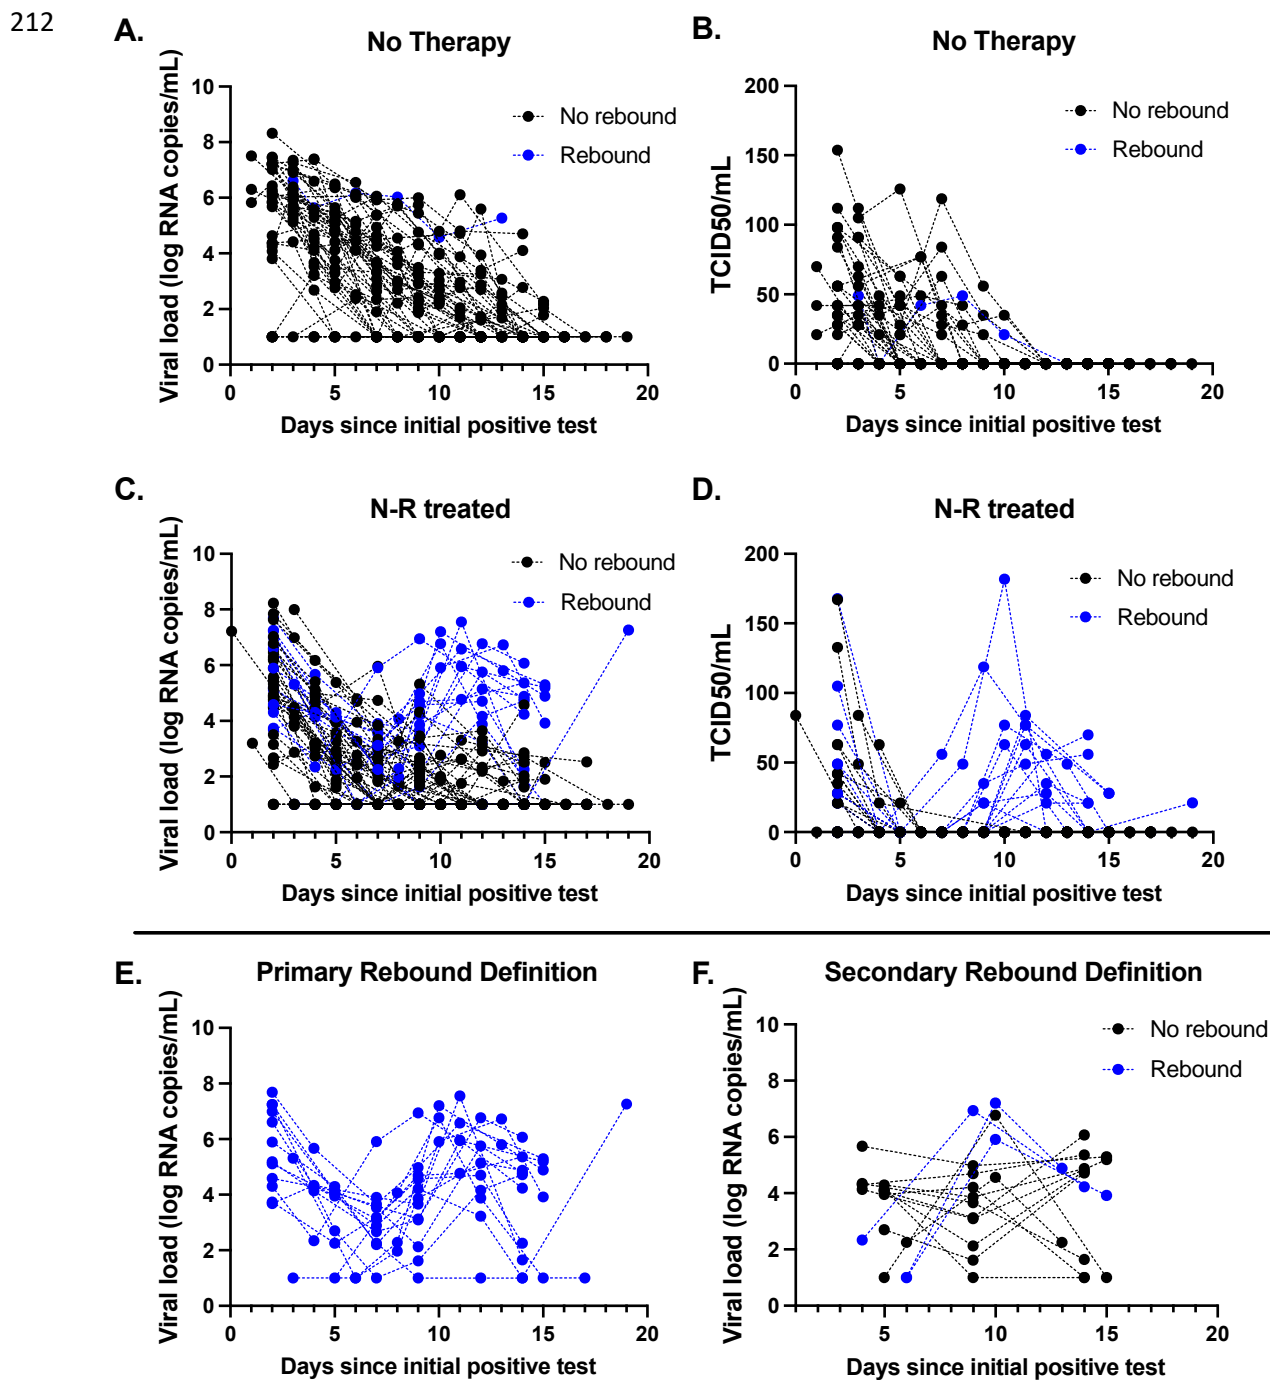 212
A.
No Therapy
Viral load (log RNA copies/mL)
10
8
6
4
2
0
0 5 10 15 20
Days since initial positive test
No rebound
Rebound
B.
No Therapy
TCID50/mL
200
150
100
50
0
0 5 10 15 20
Days since initial positive test
No rebound
Rebound
C.
N-R treated
Viral load (log RNA copies/mL)
10
8
6
4
2
0
0 5 10 15 20
Days since initial positive test
No rebound
Rebound
D.
N-R treated
TCID50/mL
200
150
100
50
0
0 5 10 15 20
Days since initial positive test
No rebound
Rebound
E.
Primary Rebound Definition
Viral load (log RNA copies/mL)
10
8
6
4
2
0
0 5 10 15 20
Days since initial positive test
F.
Secondary Rebound Definition
Viral load (log RNA copies/mL)
10
8
6
4
2
0
5 10 15 20
Days since initial positive test
No rebound
Rebound